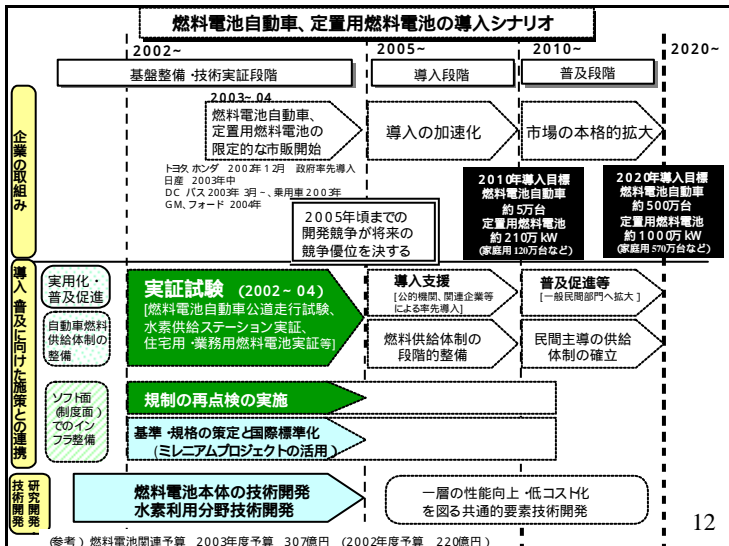 燃料電池自動車、定置用燃料電池の導入シナリオ
2002~
2005~
2010~
2020~
基盤整備・技術実証段階
導入段階
普及段階
企業の取組み
2003~04
燃料電池自動車、
定置用燃料電池の
限定的な市販開始
導入の加速化
市場の本格的拡大
トヨタ、ホンダ 2002年12月 政府率先導入
日産 2003年中
DC バス2003年3月-、乗用車2003年
GM、フォード 2004年
2005年頃までの
開発競争が将来の
競争優位を決する
2010年導入目標
燃料電池自動車
約5万台
定置用燃料電池
約210万kW
(家庭用120万台など)
2020年導入目標
燃料電池自動車
約500万台
定置用燃料電池
約1000万kW
(家庭用570万台など)
導入・普及に向けた施策との連携
実用化・
普及促進
自動車燃料
供給体制の
整備
実証試験 (2002~04)
[燃料電池自動車公道走行試験、
水素供給ステーション実証、
住宅用・業務用燃料電池実証等]
導入支援
[公的機関、関連企業等
による率先導入]
普及促進等
[一般民間部門へ拡大]
燃料供給体制の
段階的整備
民間主導の供給
体制の確立
ソフト面
(制度面)
でのイン
フラ整備
規制の再点検の実施
基準・規格の策定と国際標準化
(ミレニアムプロジェクトの活用)
研究開発
技術開発
燃料電池本体の技術開発
水素利用分野技術開発
一層の性能向上・低コスト化
を図る共通的要素技術開発
12
(参考) 燃料電池関連予算 2003年度予算 307億円 (2002年度予算 220億円)